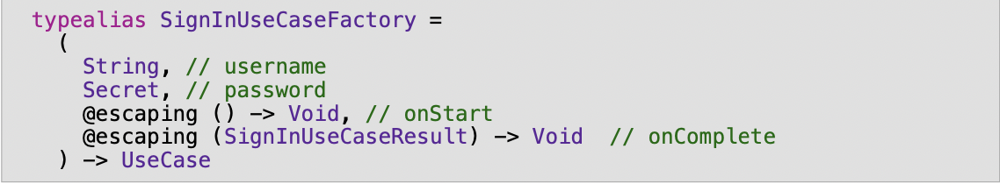 typealias SignInUseCaseFactory =
(
String, // username
Secret, // password
@escaping () -> Void, // onStart
@escaping (SignInUseCaseResult) -> Void  // onComplete
) -> UseCase